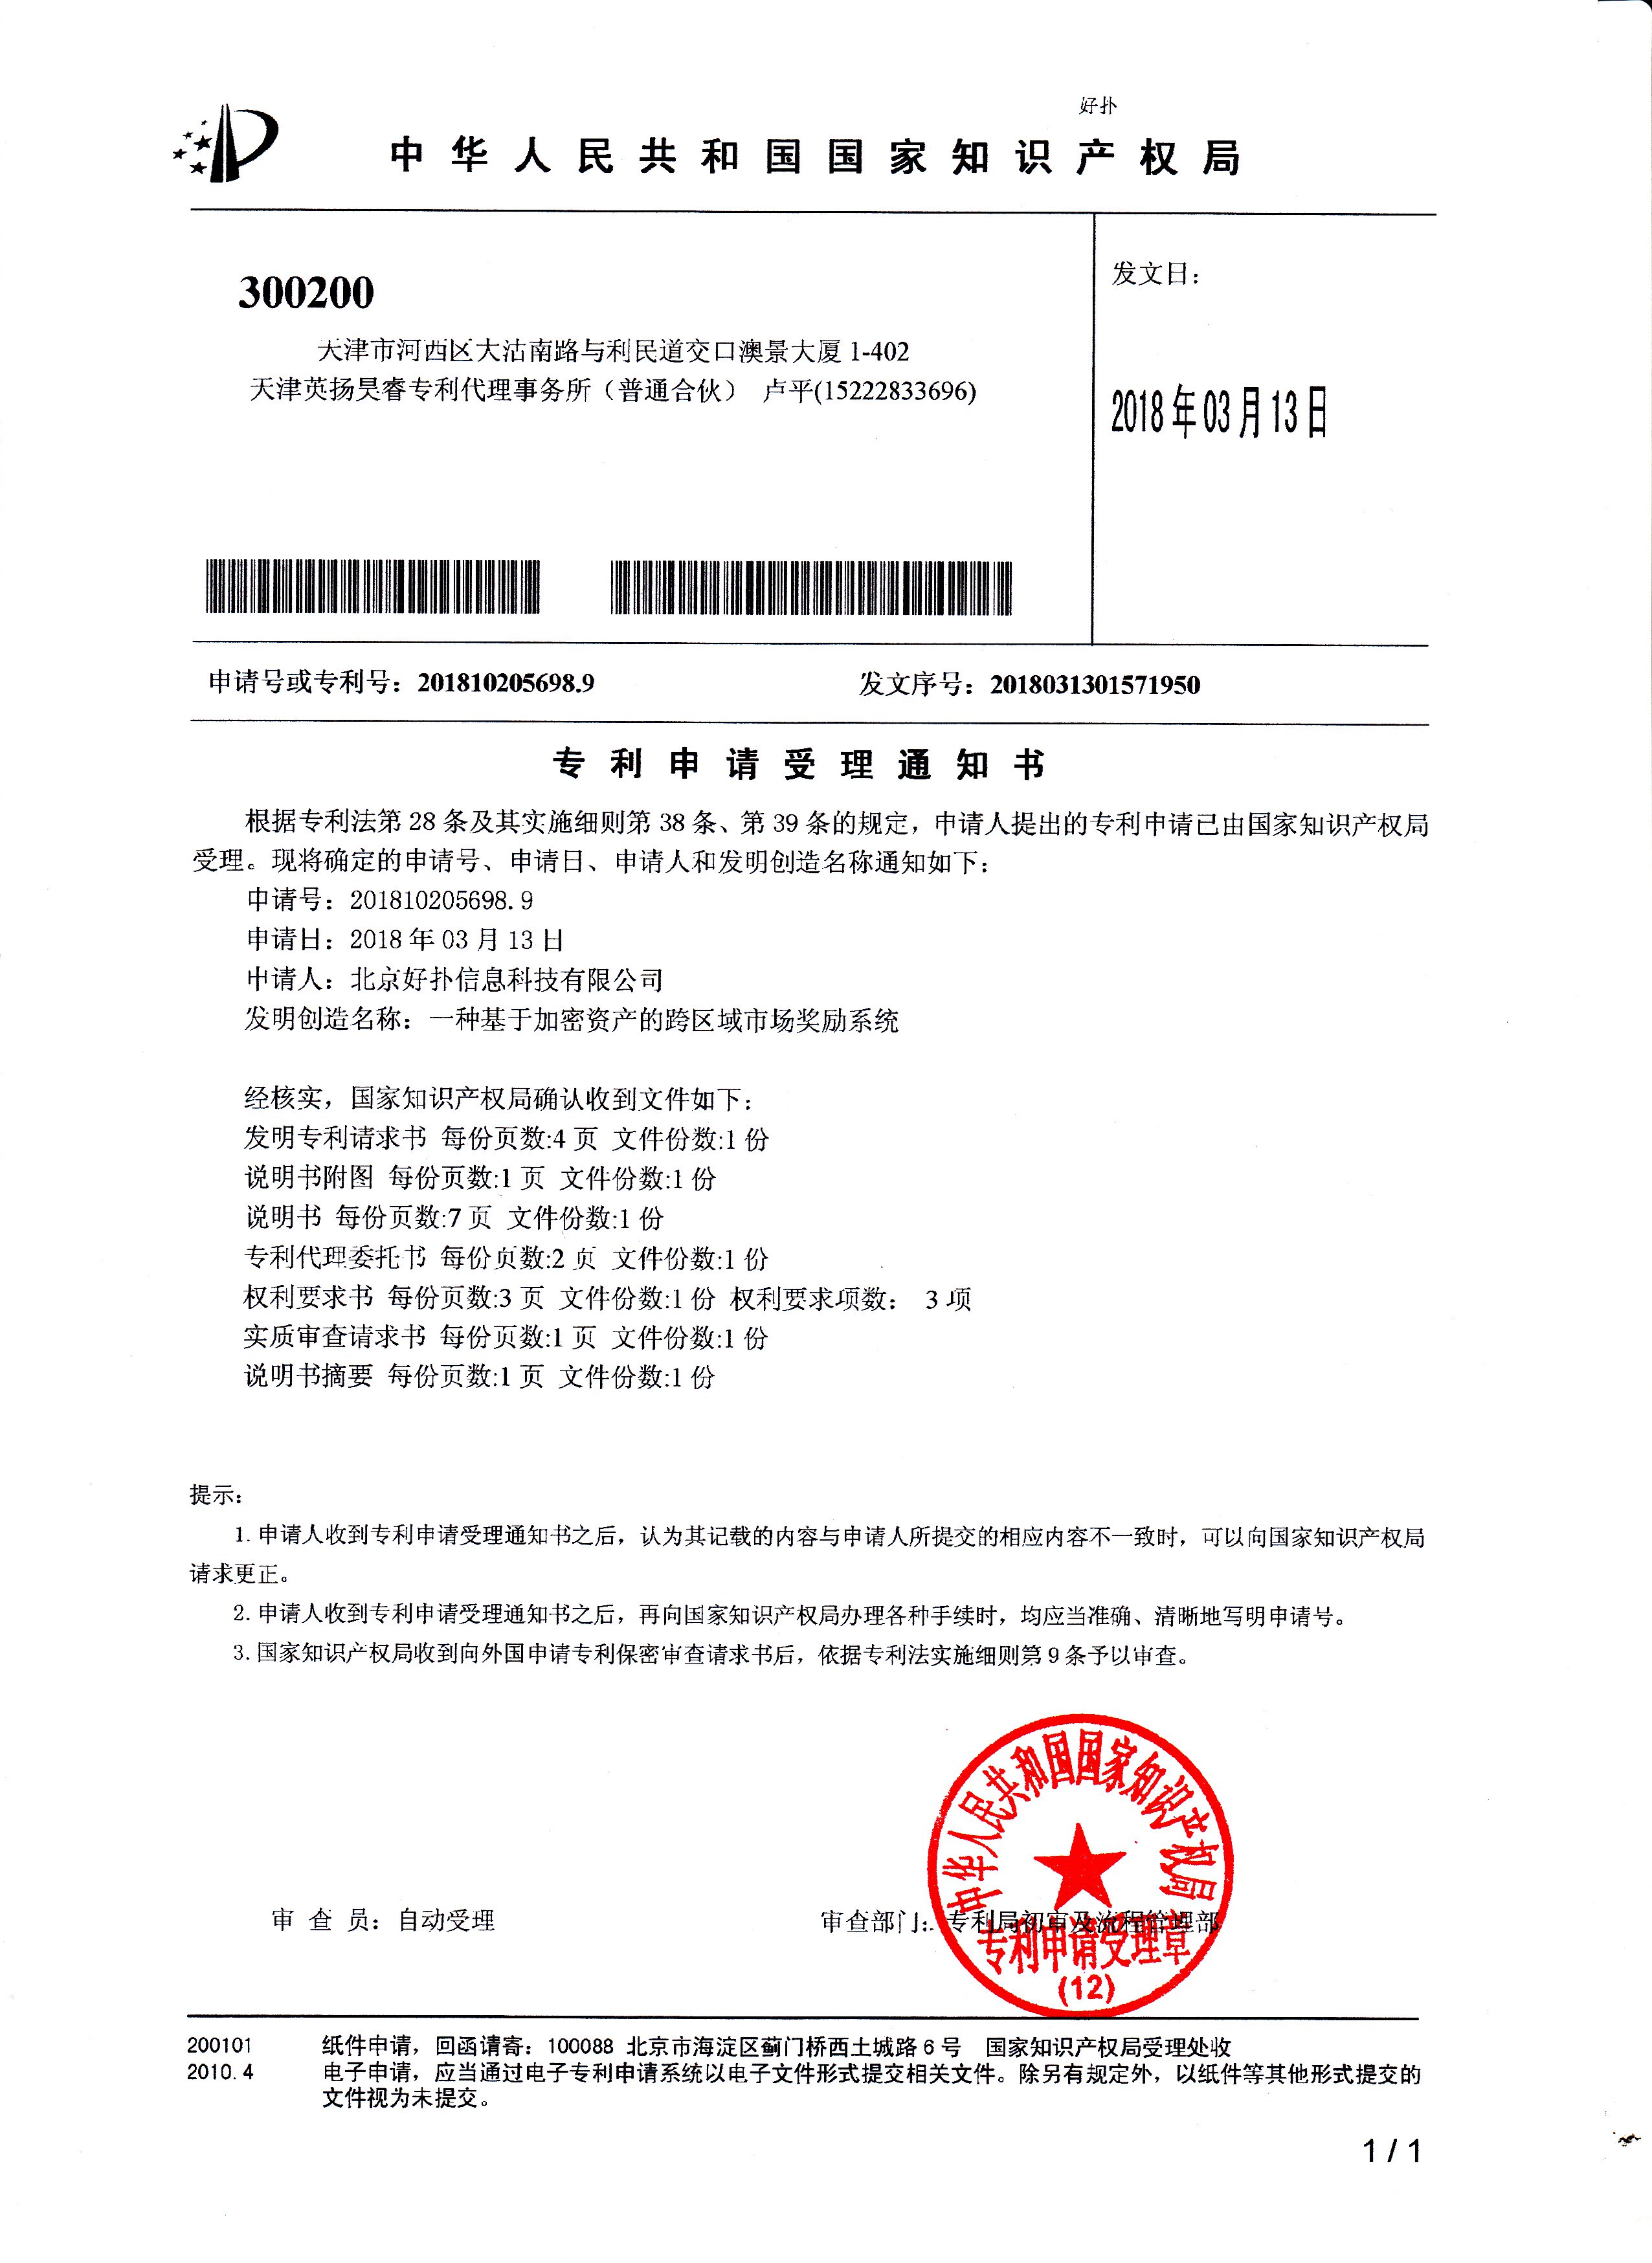 好扑
中华人民共和国国家知识产权局
300200
天津市河西区大沽南路与利民道交口澳景大厦 1-402
天津英扬昊睿专利代理事务所（普通合伙） 卢平(15222833696)
发文日：
2018年03月13日
申请号或专利号：201810205698.9
发文序号：2018031301571950
专利申请受理通知书
根据专利法第 28 条及其实施细则第 38 条、第 39 条的规定，申请人提出的专利申请已由国家知识产权局
受理。现将确定的申请号、申请日、申请人和发明创造名称通知如下：
申请号：201810205698.9
申请日：2018 年 03 月 13 日
申请人：北京好扑信息科技有限公司
发明创造名称：一种基于加密资产的跨区域市场奖励系统
经核实，国家知识产权局确认收到文件如下：
发明专利请求书 每份页数:4 页 文件份数:1 份
说明书附图 每份页数:1 页 文件份数:1 份
说明书 每份页数:7 页 文件份数:1 份
专利代理委托书 每份页数:2 页 文件份数:1 份
权利要求书 每份页数:3 页 文件份数:1 份 权利要求项数： 3 项
实质审查请求书 每份页数:1 页 文件份数:1 份
说明书摘要 每份页数:1 页 文件份数:1 份
提示：
1. 申请人收到专利申请受理通知书之后，认为其记载的内容与申请人所提交的相应内容不一致时，可以向国家知识产权局
请求更正。
2. 申请人收到专利申请受理通知书之后，再向国家知识产权局办理各种手续时，均应当准确、清晰地写明申请号。
3. 国家知识产权局收到向外国申请专利保密审查请求书后，依据专利法实施细则第 9 条予以审查。
中华人民共和国国家知识产权局
审 查 员：自动受理
审查部门：专利局初审及流程管理部
专利申请受理章
(12)
200101 纸件申请，回函请寄：100088 北京市海淀区蓟门桥西土城路 6 号 国家知识产权局受理处收
2010.4 电子申请，应当通过电子专利申请系统以电子文件形式提交相关文件。除另有规定外，以纸件等其他形式提交的
文件视为未提交。
1 / 1